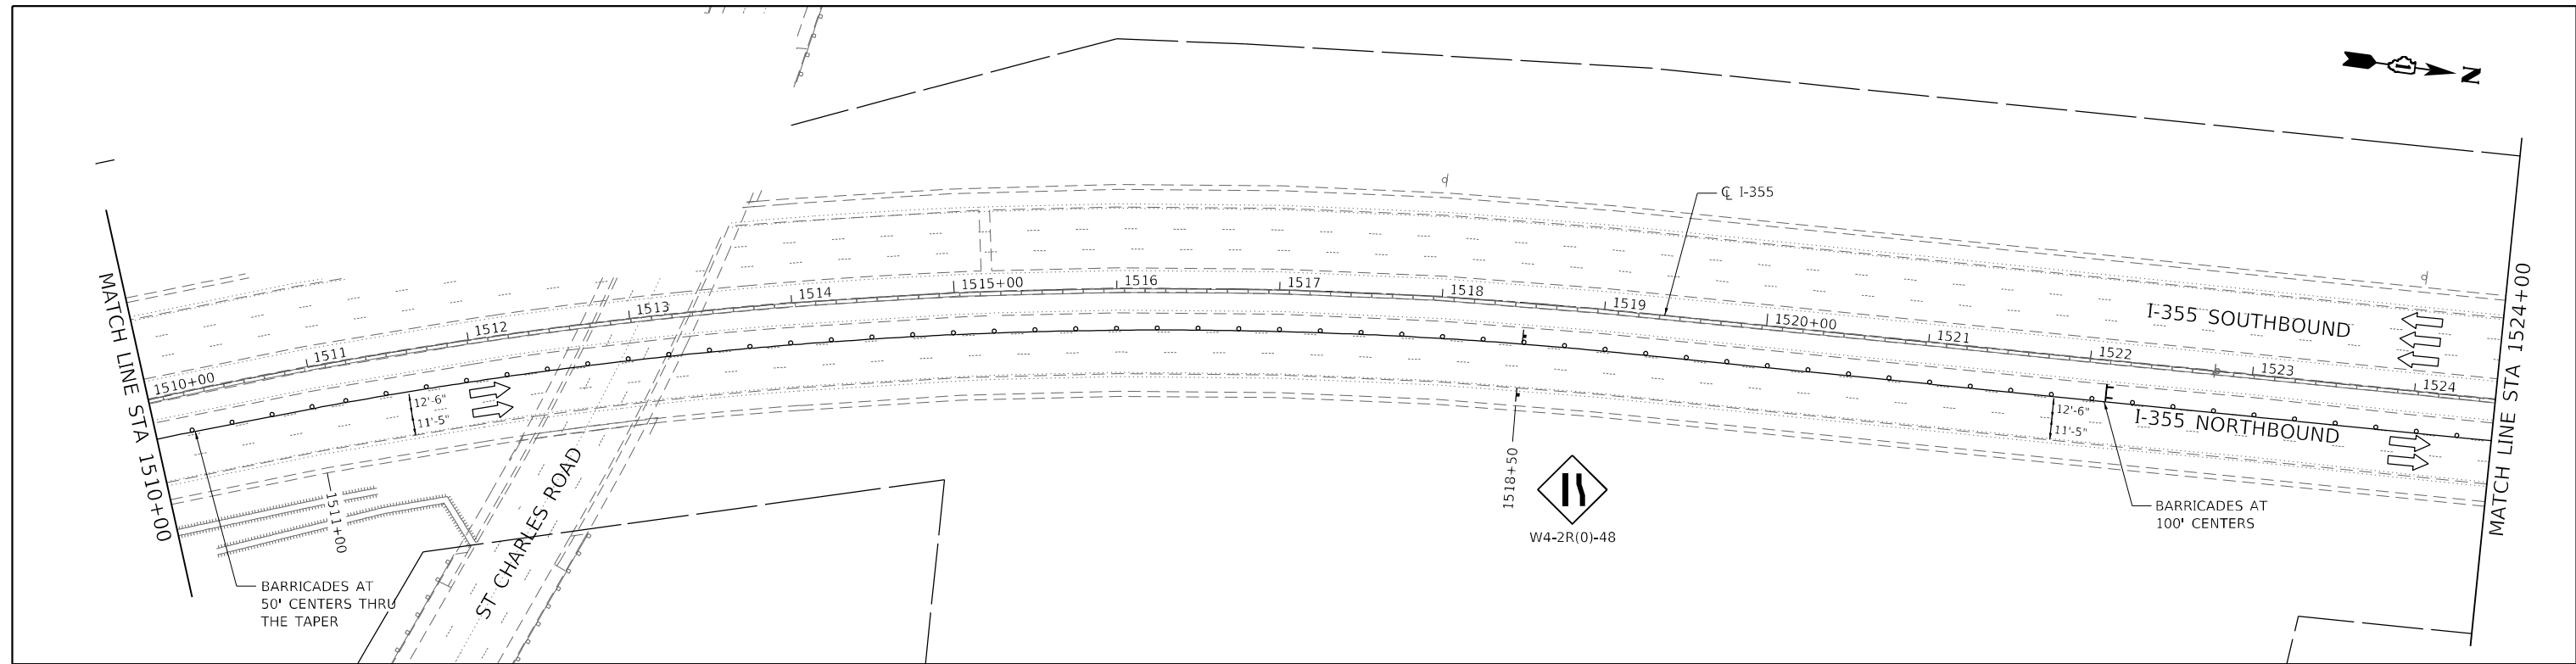 N
℄ I-355
MATCH LINE STA 1510+00
1510+00
1511
1512
1513
1514
1515+00
1516
1517
1518
1519
1520+00
1521
1522
1523
1524
I-355 SOUTHBOUND
I-355 NORTHBOUND
MATCH LINE STA 1524+00
12'-6"
11'-5"
12'-6"
11'-5"
1511+00
ST CHARLES ROAD
1518+50
W4-2R(O)-48
BARRICADES AT
50' CENTERS THRU
THE TAPER
BARRICADES AT
100' CENTERS